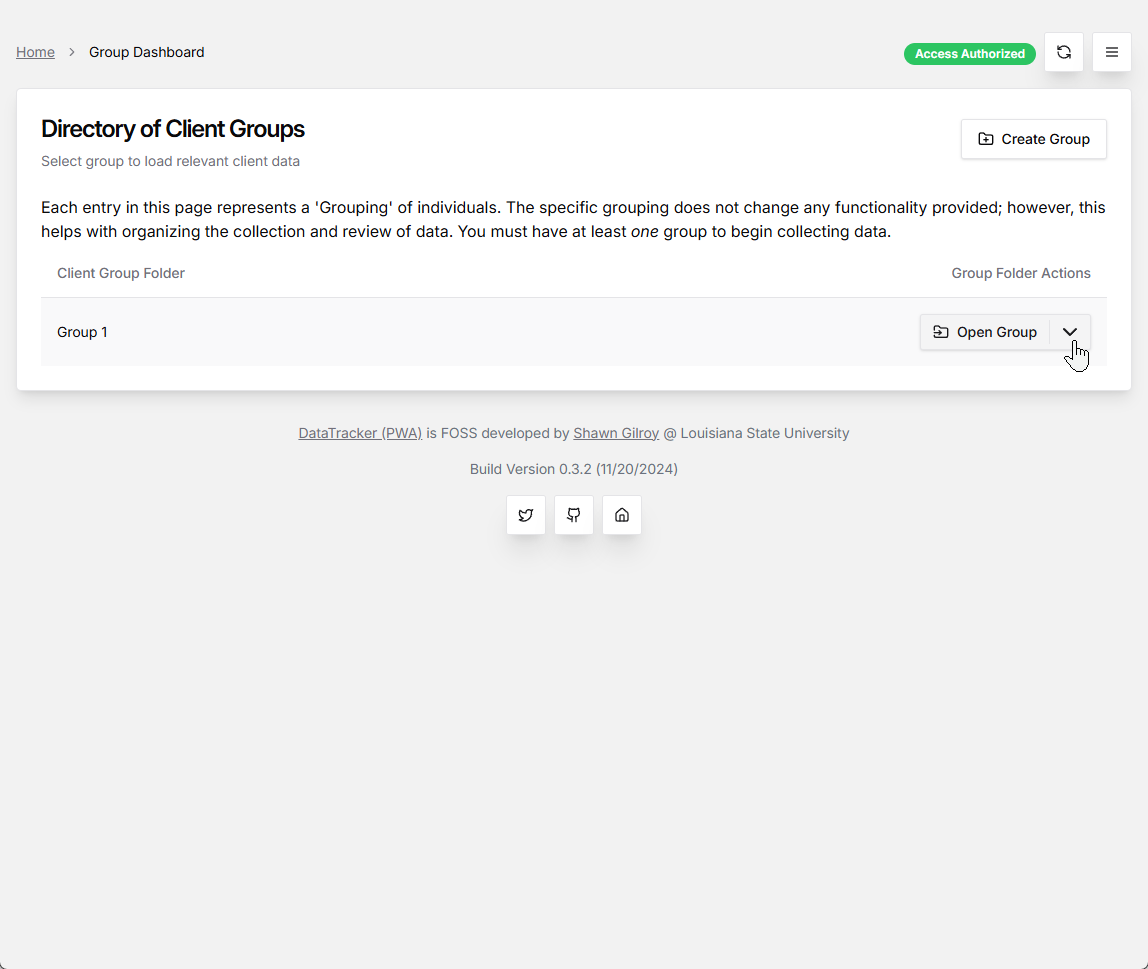 Home > Group Dashboard
Access Authorized
Directory of Client Groups
Create Group
Select group to load relevant client data
Each entry in this page represents a 'Grouping' of individuals. The specific grouping does not change any functionality provided; however, this
helps with organizing the collection and review of data. You must have at least one group to begin collecting data.
Client Group Folder Group Folder Actions
Group 1 Open Group
DataTracker (PWA) is FOSS developed by Shawn Gilroy @ Louisiana State University
Build Version 0.3.2 (11/20/2024)